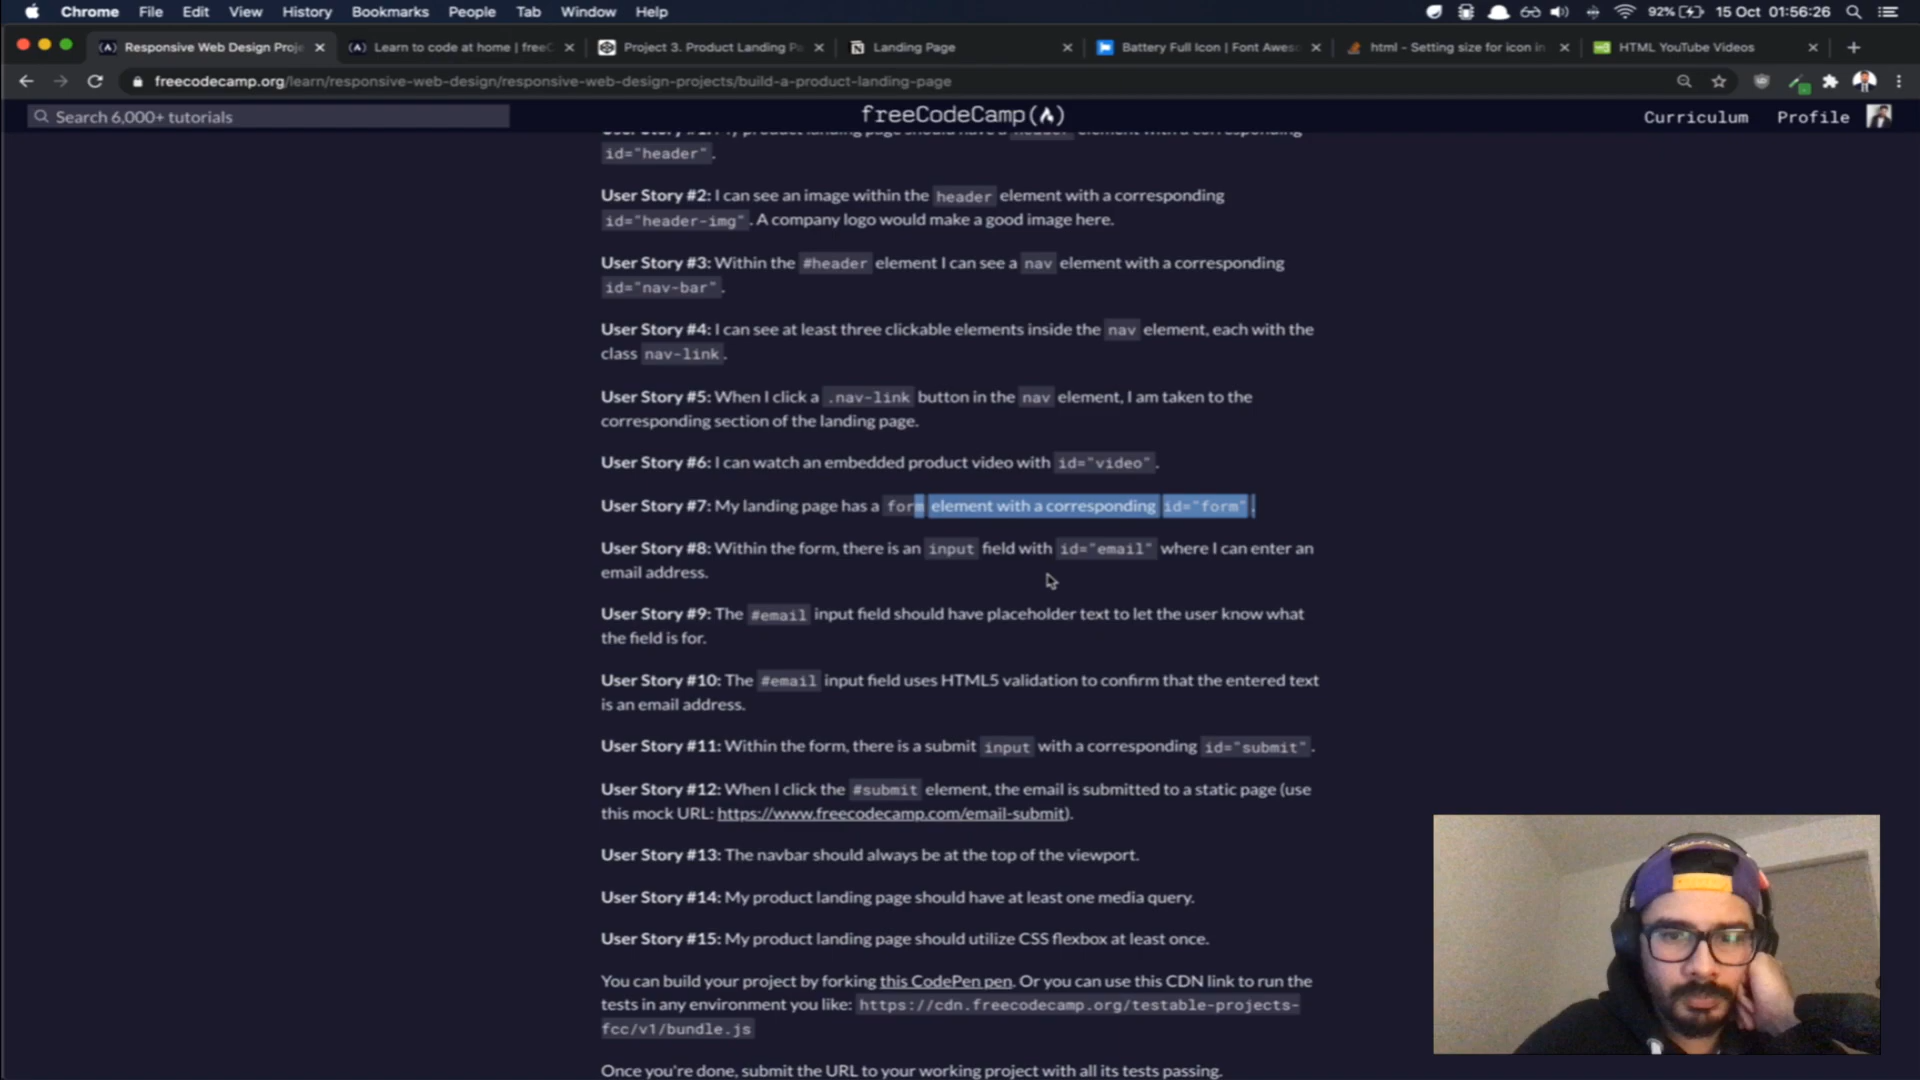 Chrome File Edit View History Bookmarks People Tab Window Help 92% 15 Oct 01:56:26
Responsive Web Design Proje Learn to code at home | freeC Project 3. Product Landing Pa Landing Page Battery Full Icon | Font Aweso html - Setting size for icon in HTML YouTube Videos
freecodecamp.org/learn/responsive-web-design/responsive-web-design-projects/build-a-product-landing-page
Search 6,000+ tutorials freeCodeCamp Curriculum Profile
User Story #1: My product landing page should have a header element with a corresponding
id="header".
User Story #2: I can see an image within the header element with a corresponding
id="header-img". A company logo would make a good image here.
User Story #3: Within the #header element I can see a nav element with a corresponding
id="nav-bar".
User Story #4: I can see at least three clickable elements inside the nav element, each with the
class nav-link.
User Story #5: When I click a .nav-link button in the nav element, I am taken to the
corresponding section of the landing page.
User Story #6: I can watch an embedded product video with id="video".
User Story #7: My landing page has a form element with a corresponding id="form".
User Story #8: Within the form, there is an input field with id="email" where I can enter an
email address.
User Story #9: The #email input field should have placeholder text to let the user know what
the field is for.
User Story #10: The #email input field uses HTML5 validation to confirm that the entered text
is an email address.
User Story #11: Within the form, there is a submit input with a corresponding id="submit".
User Story #12: When I click the #submit element, the email is submitted to a static page (use
this mock URL: https://www.freecodecamp.com/email-submit).
User Story #13: The navbar should always be at the top of the viewport.
User Story #14: My product landing page should have at least one media query.
User Story #15: My product landing page should utilize CSS flexbox at least once.
You can build your project by forking this CodePen pen. Or you can use this CDN link to run the
tests in any environment you like: https://cdn.freecodecamp.org/testable-projects-
fcc/v1/bundle.js
Once you're done, submit the URL to your working project with all its tests passing.